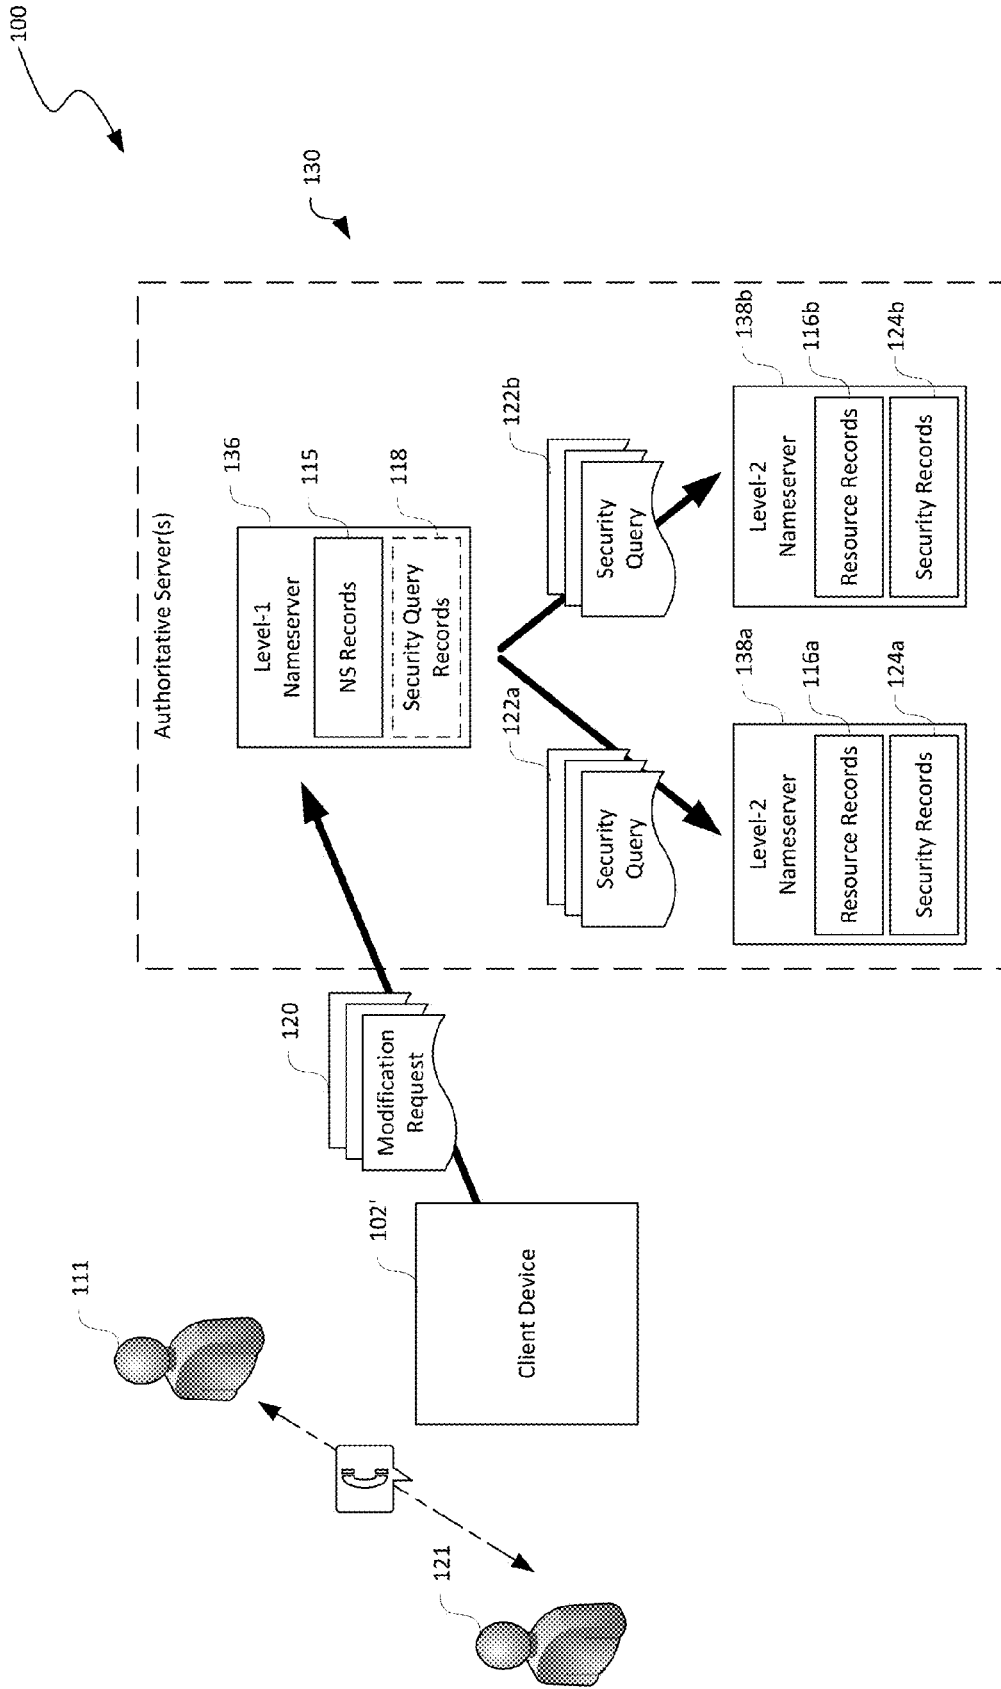 100
130
Authoritative Server(s)
136
Level-1
Nameserver
115
NS Records
118
Security Query
Records
111
120
Modification
Request
102'
Client Device
121
122a
Security
Query
122b
Security
Query
138a
Level-2
Nameserver
116a
Resource Records
124a
Security Records
138b
Level-2
Nameserver
116b
Resource Records
124b
Security Records